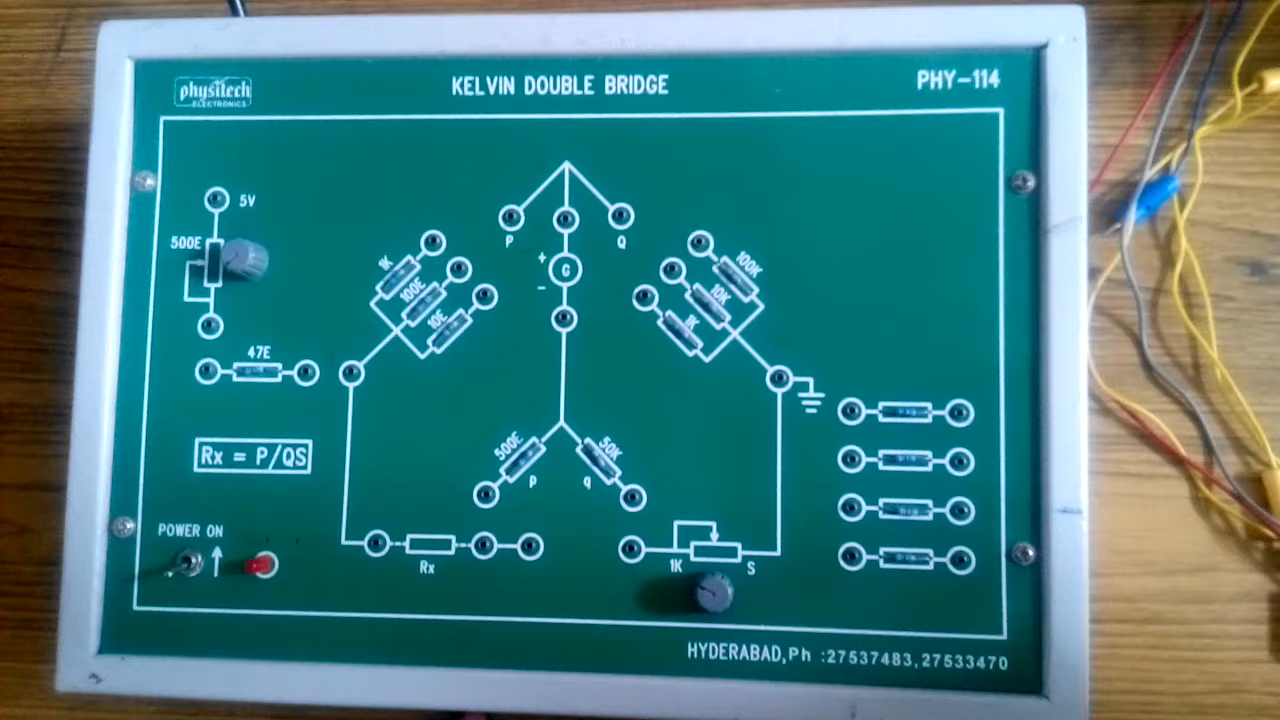 physitech
ELECTRONICS
KELVIN DOUBLE BRIDGE
PHY-114
5V
500E
47E
Rx = P/QS
POWER ON
1K
100E
10E
P
Q
+
G
-
100K
10K
1K
500E
50K
p
q
Rx
1K
S
HYDERABAD,Ph :27537483,27533470